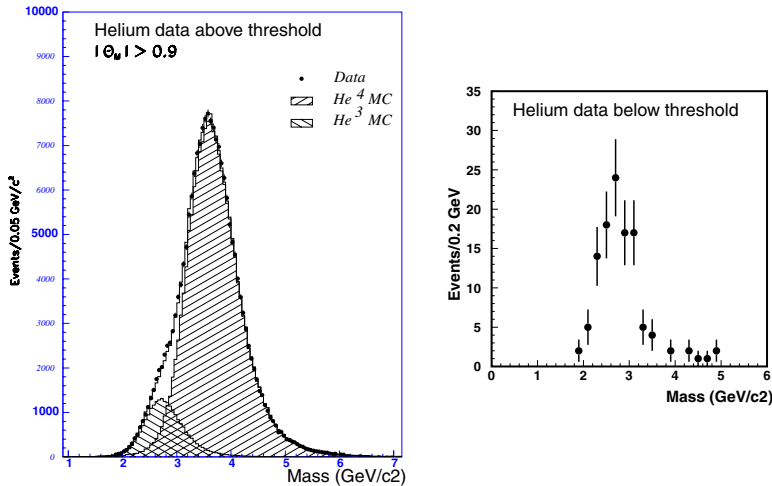 Helium data above threshold
|Θ_M| > 0.9
Data
He 4 MC
He 3 MC
Events/0.05 GeV/c²
10000
9000
8000
7000
6000
5000
4000
3000
2000
1000
0
1 2 3 4 5 6 7
Mass (GeV/c2)
Helium data below threshold
Events/0.2 GeV
35
30
25
20
15
10
5
0
0 1 2 3 4 5 6
Mass (GeV/c2)